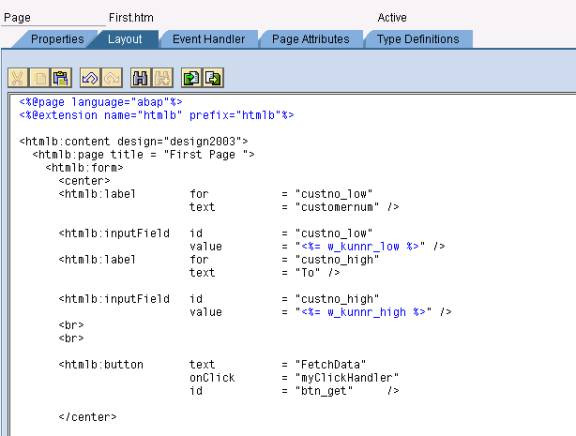 Page First.htm Active
Properties Layout Event Handler Page Attributes Type Definitions
<%@page language="abap"%>
<%@extension name="htmlb" prefix="htmlb"%>
<htmlb:content design="design2003">
<htmlb:page title = "First Page ">
<htmlb:form>
<center>
<htmlb:label for = "custno_low"
text = "customernum" />
<htmlb:inputField id = "custno_low"
value = "<%= w_kunnr_low %>" />
<htmlb:label for = "custno_high"
text = "To" />
<htmlb:inputField id = "custno_high"
value = "<%= w_kunnr_high %>" />
<br>
<br>
<htmlb:button text = "FetchData"
onClick = "myClickHandler"
id = "btn_get" />
</center>